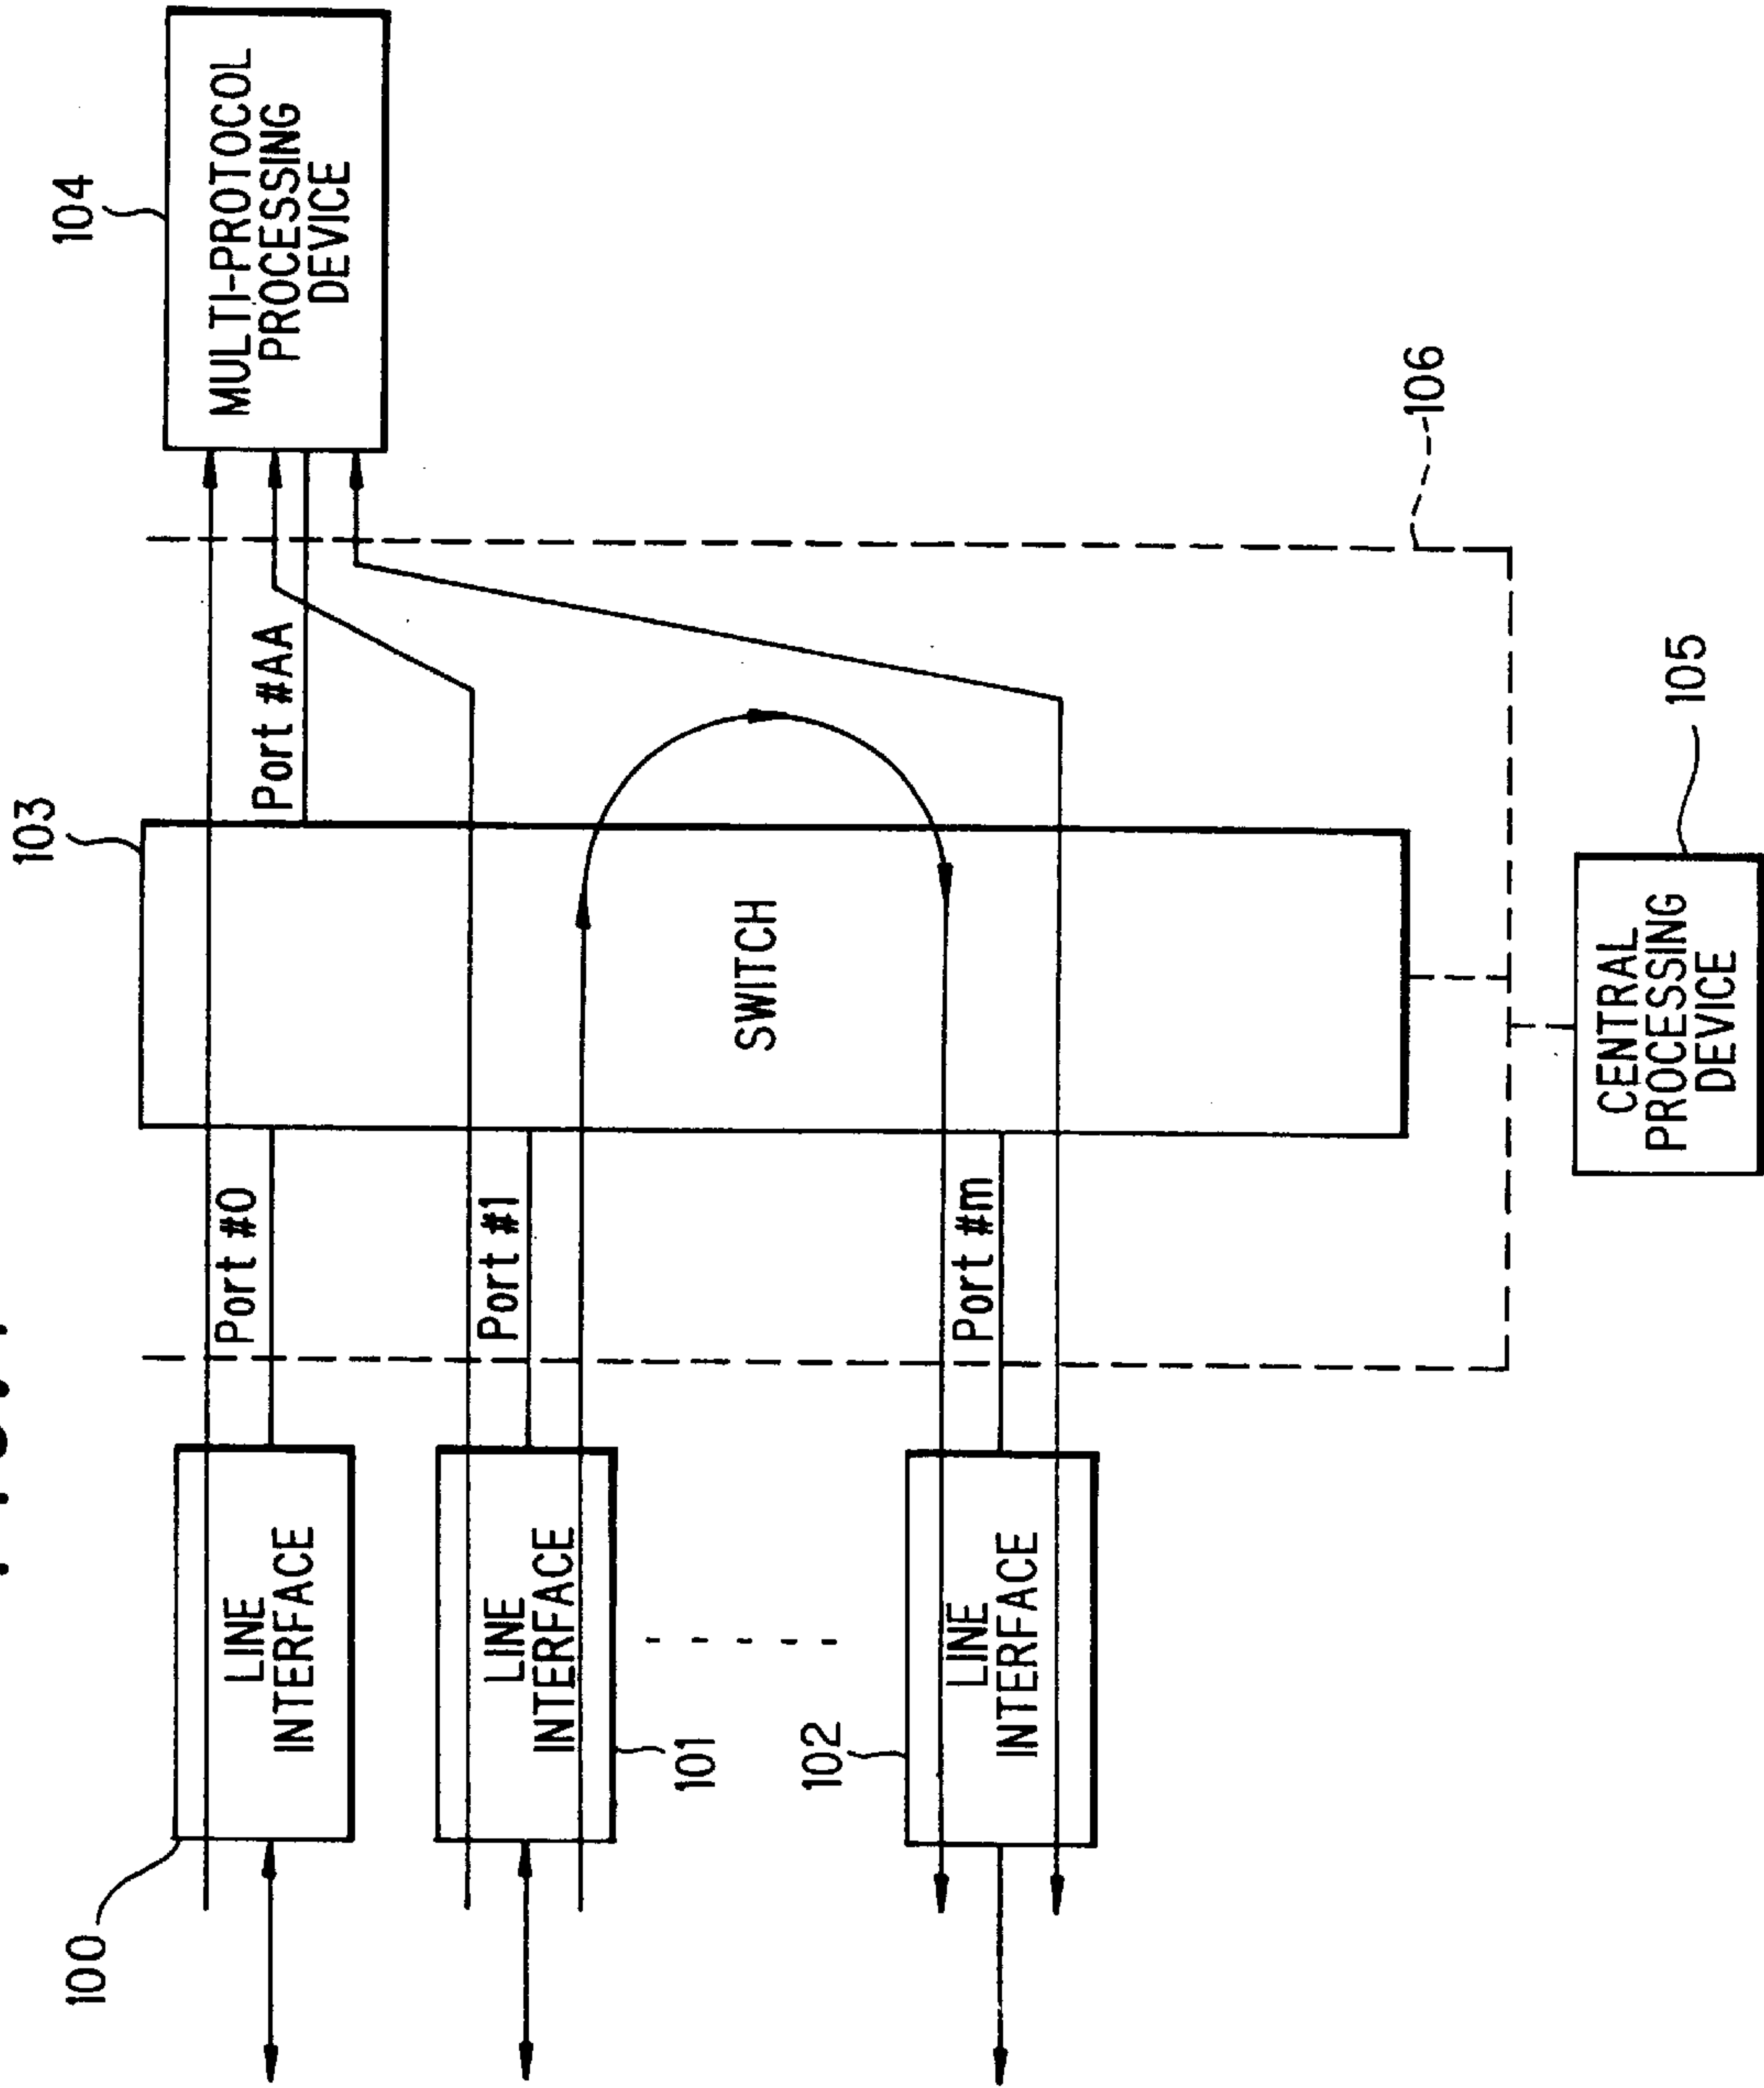 100
LINE
INTERFACE
Port #0
103
104
MULTI-PROTOCOL
PROCESSING
DEVICE
Port #AA
LINE
INTERFACE
101
Port #1
SWITCH
102
LINE
INTERFACE
Port #m
106
CENTRAL
PROCESSING
DEVICE
105